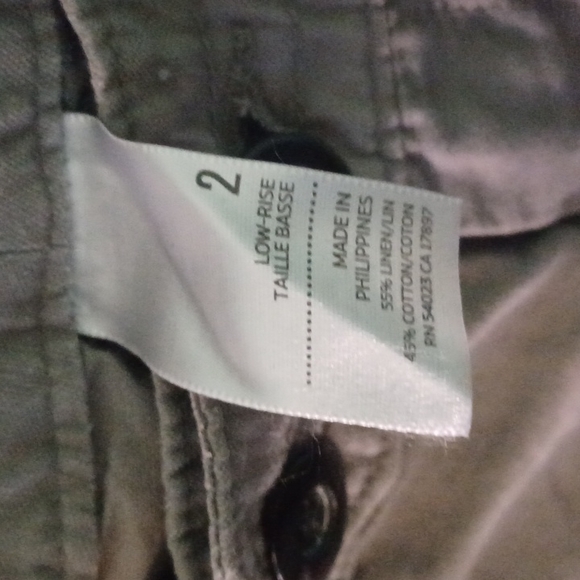 2
LOW-RISE
TAILLE BASSE
MADE IN
PHILIPPINES
55% LINEN/LIN
45% COTTON/COTON
RN 54023 CA 17897